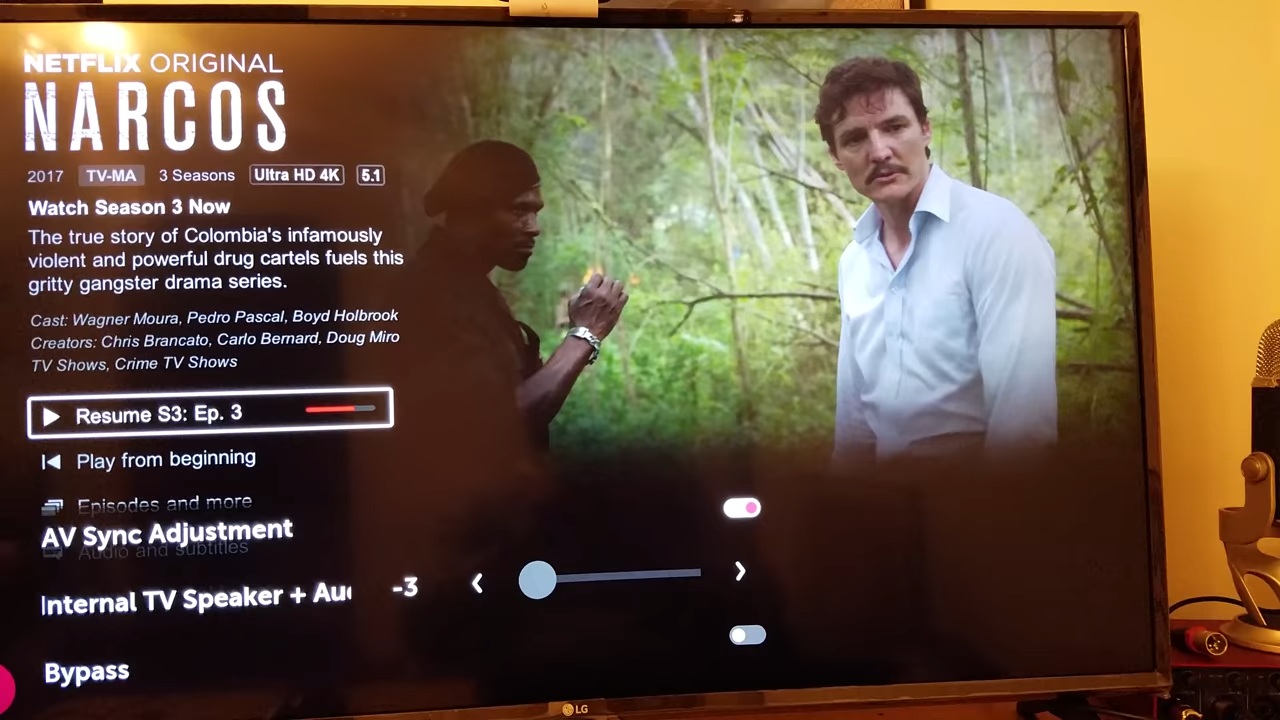 NETFLIX ORIGINAL
NARCOS
2017 TV-MA 3 Seasons Ultra HD 4K 5.1
Watch Season 3 Now
The true story of Colombia's infamously
violent and powerful drug cartels fuels this
gritty gangster drama series.
Cast: Wagner Moura, Pedro Pascal, Boyd Holbrook
Creators: Chris Brancato, Carlo Bernard, Doug Miro
TV Shows, Crime TV Shows
Resume S3: Ep. 3
Play from beginning
Episodes and more
AV Sync Adjustment
Audio and subtitles
Internal TV Speaker + Au -3
Bypass
LG